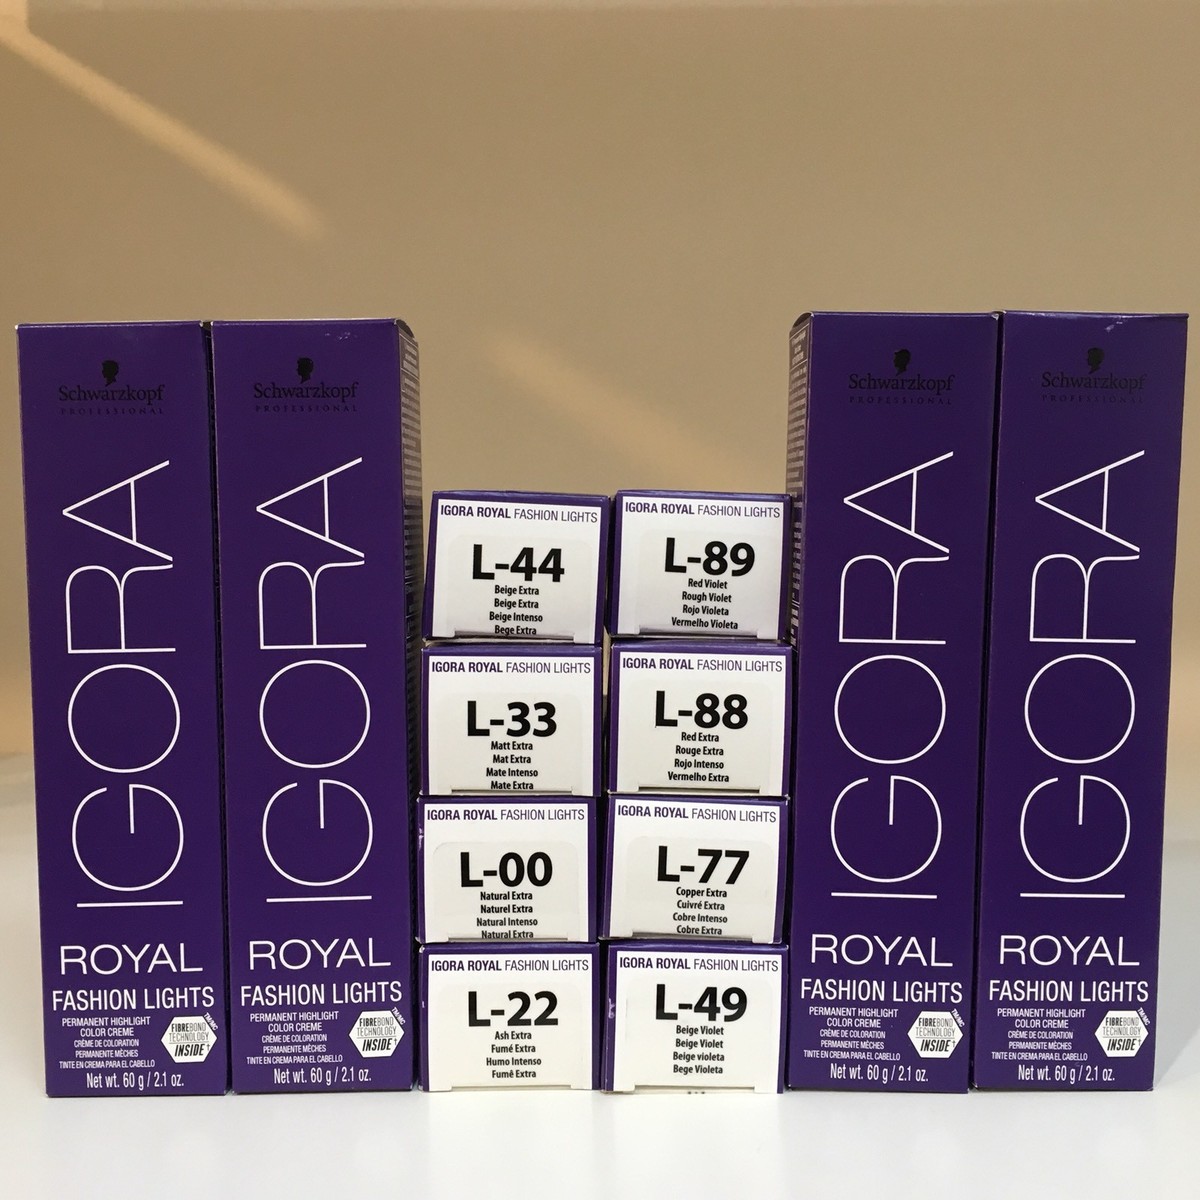 Schwarzkopf
PROFESSIONAL
IGORA
ROYAL
FASHION LIGHTS
PERMANENT HIGHLIGHT
COLOR CREME
CRÈME DE COLORATION
PERMANENTE MÈCHES
TINTE EN CREMA PARA EL CABELLO
Net wt. 60 g / 2.1 oz.
FIBREBOND
TECHNOLOGY
INSIDE
Schwarzkopf
PROFESSIONAL
IGORA
ROYAL
FASHION LIGHTS
PERMANENT HIGHLIGHT
COLOR CREME
CRÈME DE COLORATION
PERMANENTE MÈCHES
TINTE EN CREMA PARA EL CABELLO
Net wt. 60 g / 2.1 oz.
FIBREBOND
TECHNOLOGY
INSIDE
IGORA ROYAL FASHION LIGHTS
L-44
Beige Extra
Beige Extra
Beige Intenso
Bege Extra
IGORA ROYAL FASHION LIGHTS
L-89
Red Violet
Rough Violet
Rojo Violeta
Vermelho Violeta
IGORA ROYAL FASHION LIGHTS
L-33
Matt Extra
Mat Extra
Mate Intenso
Mate Extra
IGORA ROYAL FASHION LIGHTS
L-88
Red Extra
Rouge Extra
Rojo Intenso
Vermelho Extra
IGORA ROYAL FASHION LIGHTS
L-00
Natural Extra
Naturel Extra
Natural Intenso
Natural Extra
IGORA ROYAL FASHION LIGHTS
L-77
Copper Extra
Cuivré Extra
Cobre Intenso
Cobre Extra
IGORA ROYAL FASHION LIGHTS
L-22
Ash Extra
Fumé Extra
Humo Intenso
Fumê Extra
IGORA ROYAL FASHION LIGHTS
L-49
Beige Violet
Beige Violet
Beige violeta
Bege Violeta
Schwarzkopf
PROFESSIONAL
IGORA
ROYAL
FASHION LIGHTS
PERMANENT HIGHLIGHT
COLOR CREME
CRÈME DE COLORATION
PERMANENTE MÈCHES
TINTE EN CREMA PARA EL CABELLO
Net wt. 60 g / 2.1 oz.
FIBREBOND
TECHNOLOGY
INSIDE
Schwarzkopf
PROFESSIONAL
IGORA
ROYAL
FASHION LIGHTS
PERMANENT HIGHLIGHT
COLOR CREME
CRÈME DE COLORATION
PERMANENTE MÈCHES
TINTE EN CREMA PARA EL CABELLO
Net wt. 60 g / 2.1 oz.
FIBREBOND
TECHNOLOGY
INSIDE